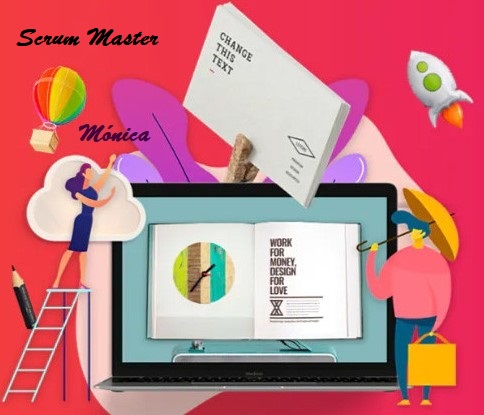 Scrum Master
CHANGE
THIS
TEXT
Mónica
WORK
FOR
MONEY,
DESIGN
FOR
LOVE